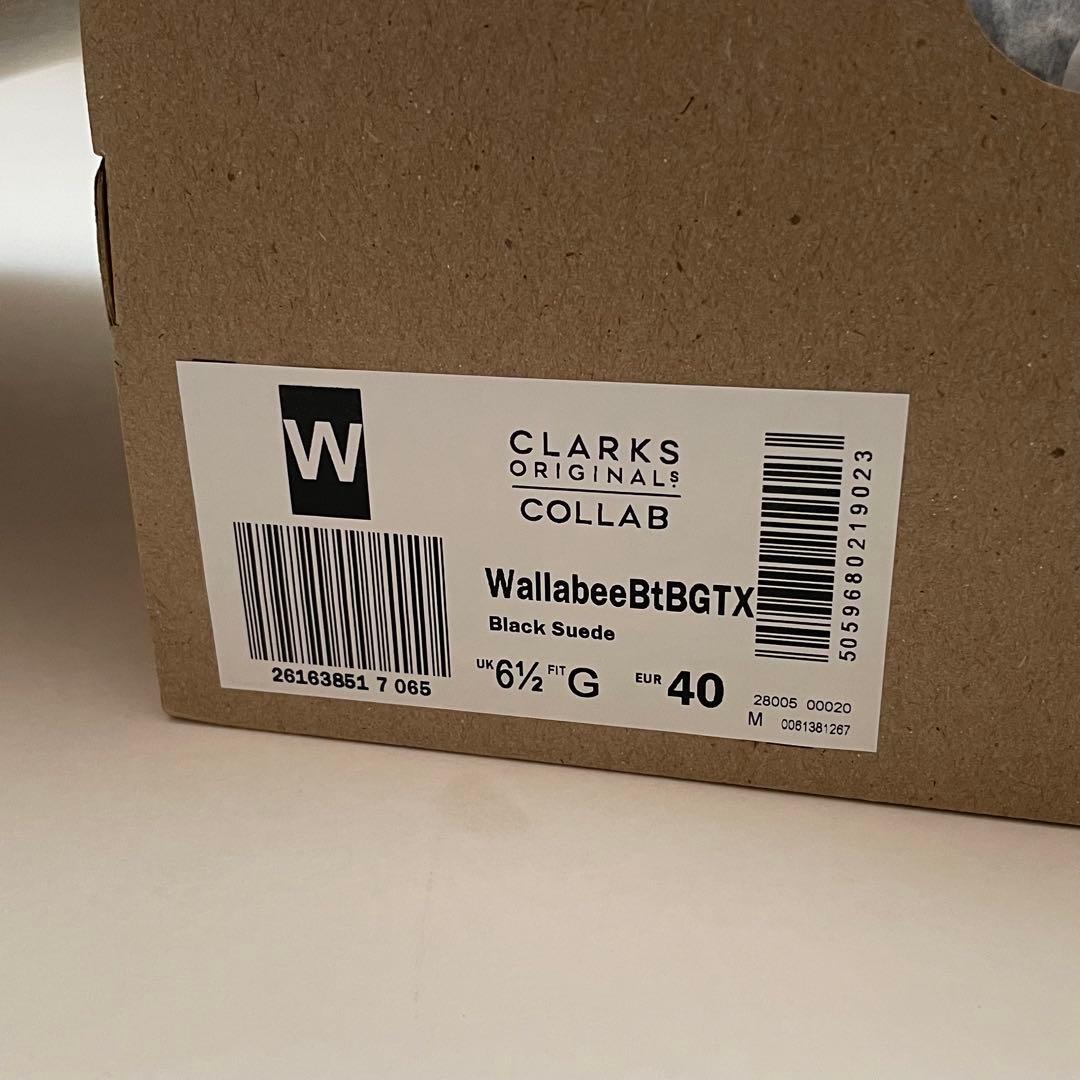 W
CLARKS
ORIGINALS
COLLAB
WallabeeBtBGTX
Black Suede
UK 6½ FIT G EUR 40
26163851 7 065
5059680219023
28005 00020
M 0061381267